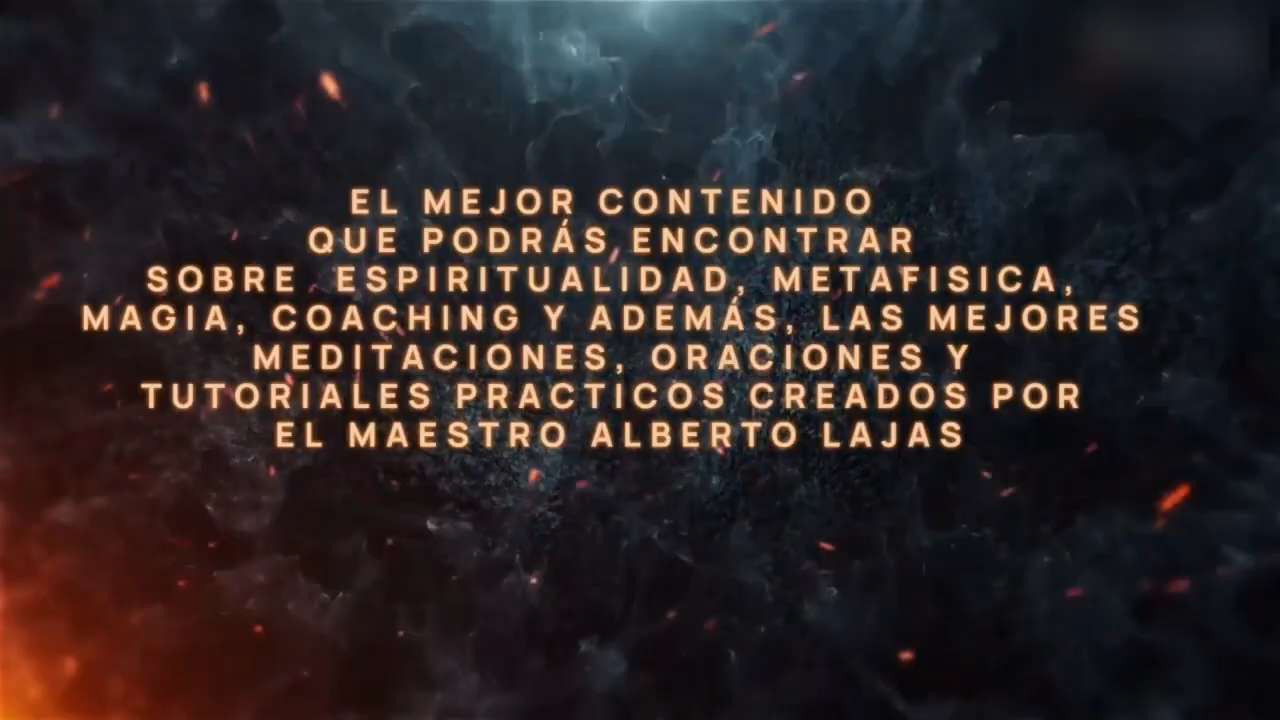 EL MEJOR CONTENIDO
QUE PODRÁS ENCONTRAR
SOBRE ESPIRITUALIDAD, METAFISICA,
MAGIA, COACHING Y ADEMÁS, LAS MEJORES
MEDITACIONES, ORACIONES Y
TUTORIALES PRACTICOS CREADOS POR
EL MAESTRO ALBERTO LAJAS